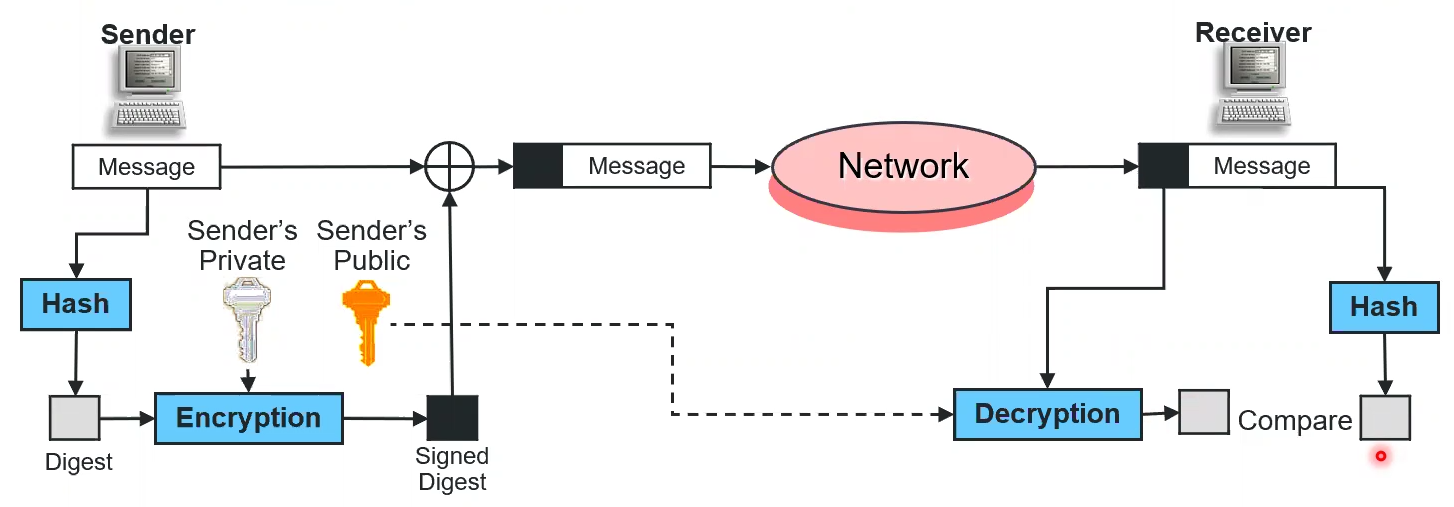 Sender
Receiver
Message
Message
Network
Message
Sender's
Private
Sender's
Public
Hash
Hash
Encryption
Decryption
Compare
Digest
Signed
Digest